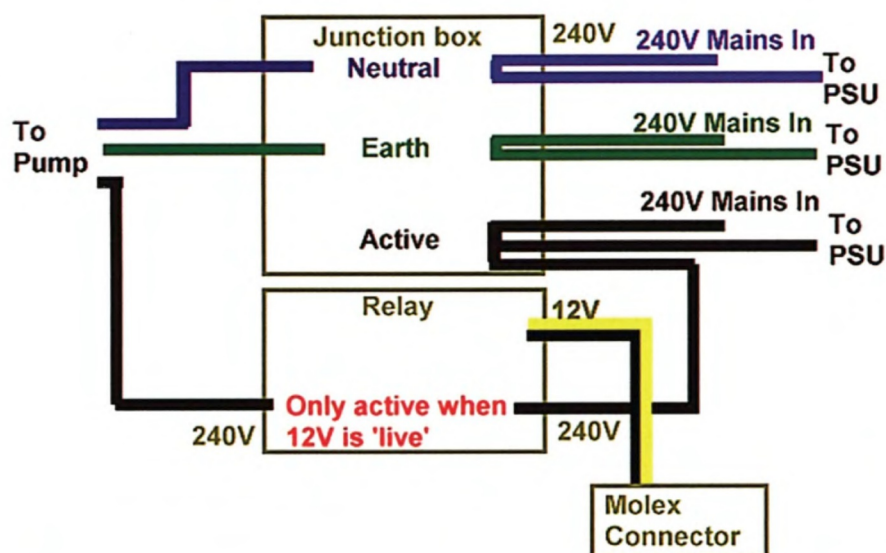 Junction box
240V
240V Mains In
Neutral
To
PSU
To
Pump
240V Mains In
Earth
To
PSU
240V Mains In
Active
To
PSU
Relay
12V
Only active when
12V is 'live'
240V
240V
Molex
Connector